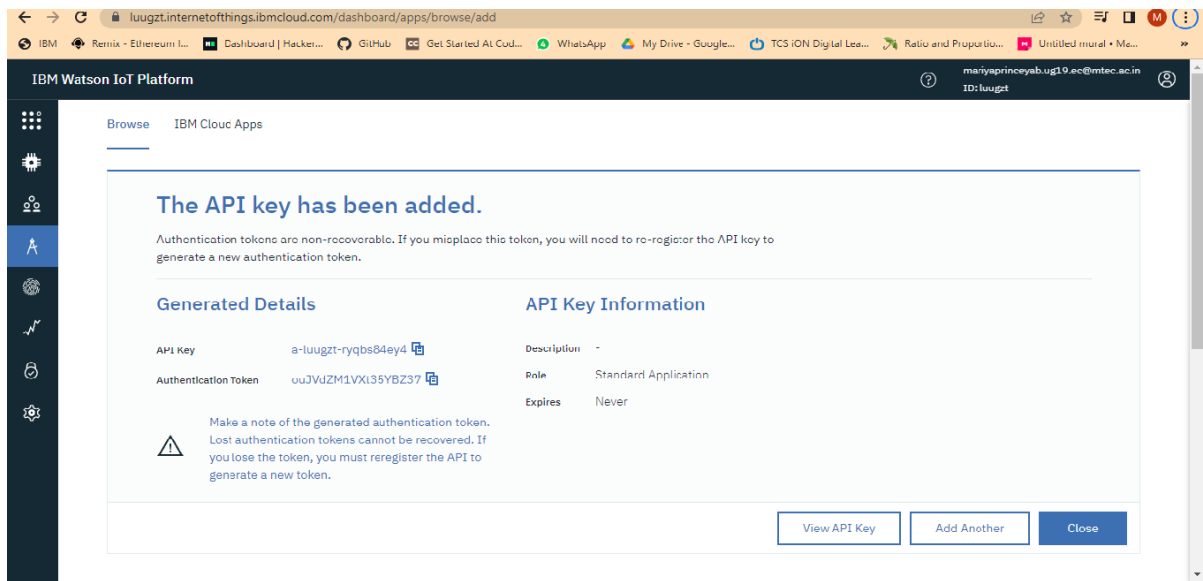 luugzt.internetofthings.ibmcloud.com/dashboard/apps/browse/add
IBM Remix - Ethereum I... Dashboard | Hacker... GitHub Get Started At Cod... WhatsApp My Drive - Google... TCS iON Digital Lea... Ratio and Proportio... Untitled mural • Ma... »
IBM Watson IoT Platform
mariyaprinceyab.ug19.ec@mtec.ac.in
ID: luugzt
Browse IBM Cloud Apps
The API key has been added.
Authentication tokens are non-recoverable. If you misplace this token, you will need to re-register the API key to
generate a new authentication token.
Generated Details
API Key a-luugzt-ryqbs84ey4
Authentication Token
Make a note of the generated authentication token.
Lost authentication tokens cannot be recovered. If
you lose the token, you must reregister the API to
generate a new token.
API Key Information
Description -
Role Standard Application
Expires Never
View API Key Add Another Close